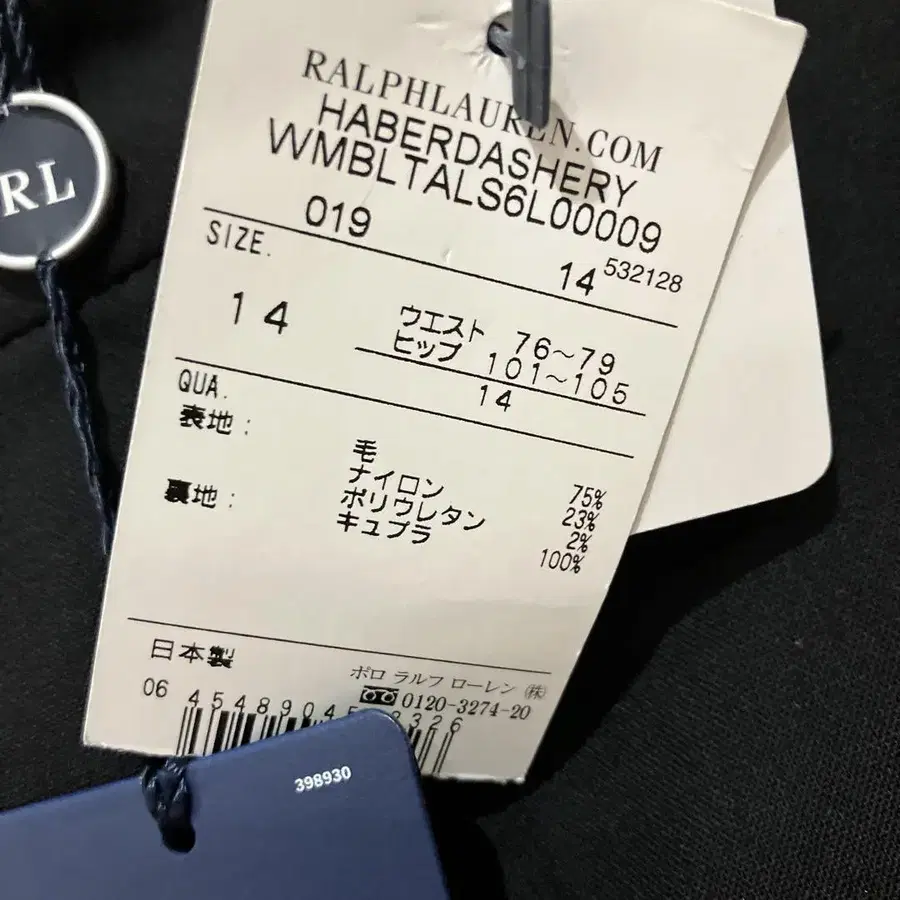 RL
RALPHLAUREN.COM
HABERDASHERY
WMBLTALS6L00009
019
14 532128
SIZE.
14
ウエスト 76~79
ヒップ 101~105
14
QUA.
表地:
毛 75%
ナイロン 23%
ポリウレタン 2%
裏地:
キュプラ 100%
日本製
ポロ ラルフ ローレン ㈱
0120-3274-20
06
398930